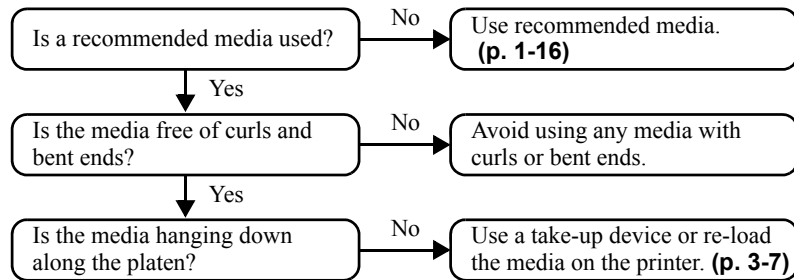 Is a recommended media used?
No
Use recommended media.
(p. 1-16)
Yes
Is the media free of curls and
bent ends?
No
Avoid using any media with
curls or bent ends.
Yes
Is the media hanging down
along the platen?
No
Use a take-up device or re-load
the media on the printer. (p. 3-7)